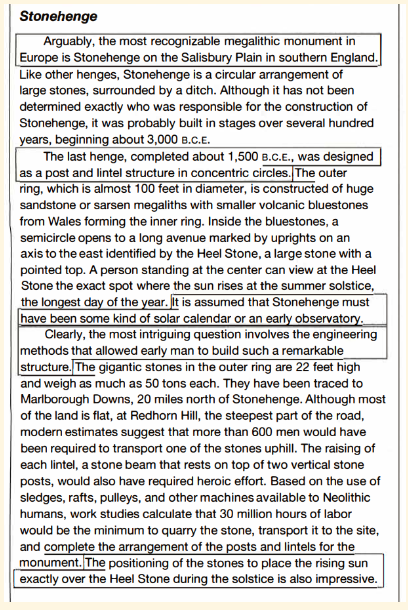 Stonehenge
Arguably, the most recognizable megalithic monument in
Europe is Stonehenge on the Salisbury Plain in southern England.
Like other henges, Stonehenge is a circular arrangement of
large stones, surrounded by a ditch. Although it has not been
determined exactly who was responsible for the construction of
Stonehenge, it was probably built in stages over several hundred
years, beginning about 3,000 B.C.E.
The last henge, completed about 1,500 B.C.E., was designed
as a post and lintel structure in concentric circles. The outer
ring, which is almost 100 feet in diameter, is constructed of huge
sandstone or sarsen megaliths with smaller volcanic bluestones
from Wales forming the inner ring. Inside the bluestones, a
semicircle opens to a long avenue marked by uprights on an
axis to the east identified by the Heel Stone, a large stone with a
pointed top. A person standing at the center can view at the Heel
Stone the exact spot where the sun rises at the summer solstice,
the longest day of the year. It is assumed that Stonehenge must
have been some kind of solar calendar or an early observatory.
Clearly, the most intriguing question involves the engineering
methods that allowed early man to build such a remarkable
structure. The gigantic stones in the outer ring are 22 feet high
and weigh as much as 50 tons each. They have been traced to
Marlborough Downs, 20 miles north of Stonehenge. Although most
of the land is flat, at Redhorn Hill, the steepest part of the road,
modern estimates suggest that more than 600 men would have
been required to transport one of the stones uphill. The raising of
each lintel, a stone beam that rests on top of two vertical stone
posts, would also have required heroic effort. Based on the use of
sledges, rafts, pulleys, and other machines available to Neolithic
humans, work studies calculate that 30 million hours of labor
would be the minimum to quarry the stone, transport it to the site,
and complete the arrangement of the posts and lintels for the
monument. The positioning of the stones to place the rising sun
exactly over the Heel Stone during the solstice is also impressive.